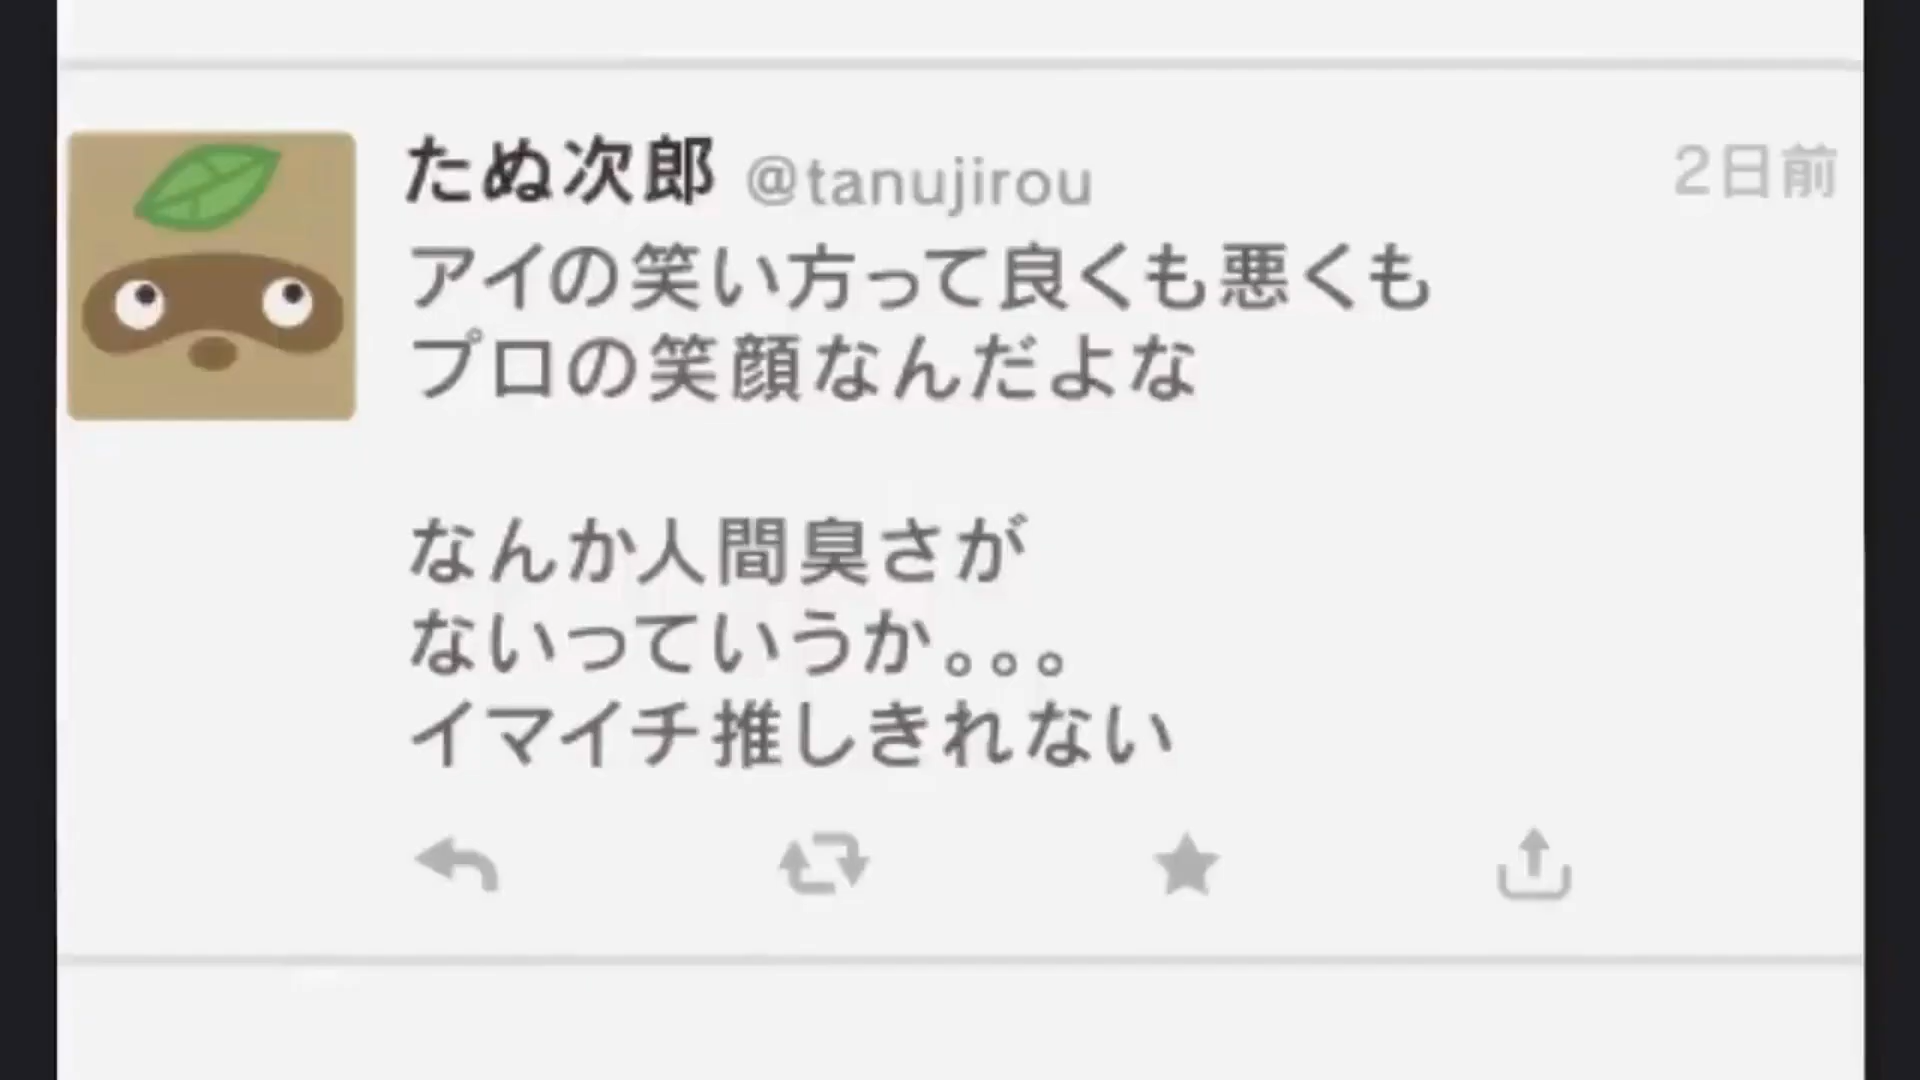 たぬ次郎 @tanujirou 2日前
アイの笑い方って良くも悪くも
プロの笑顔なんだよな
なんか人間臭さが
ないっていうか。。。
イマイチ推しきれない